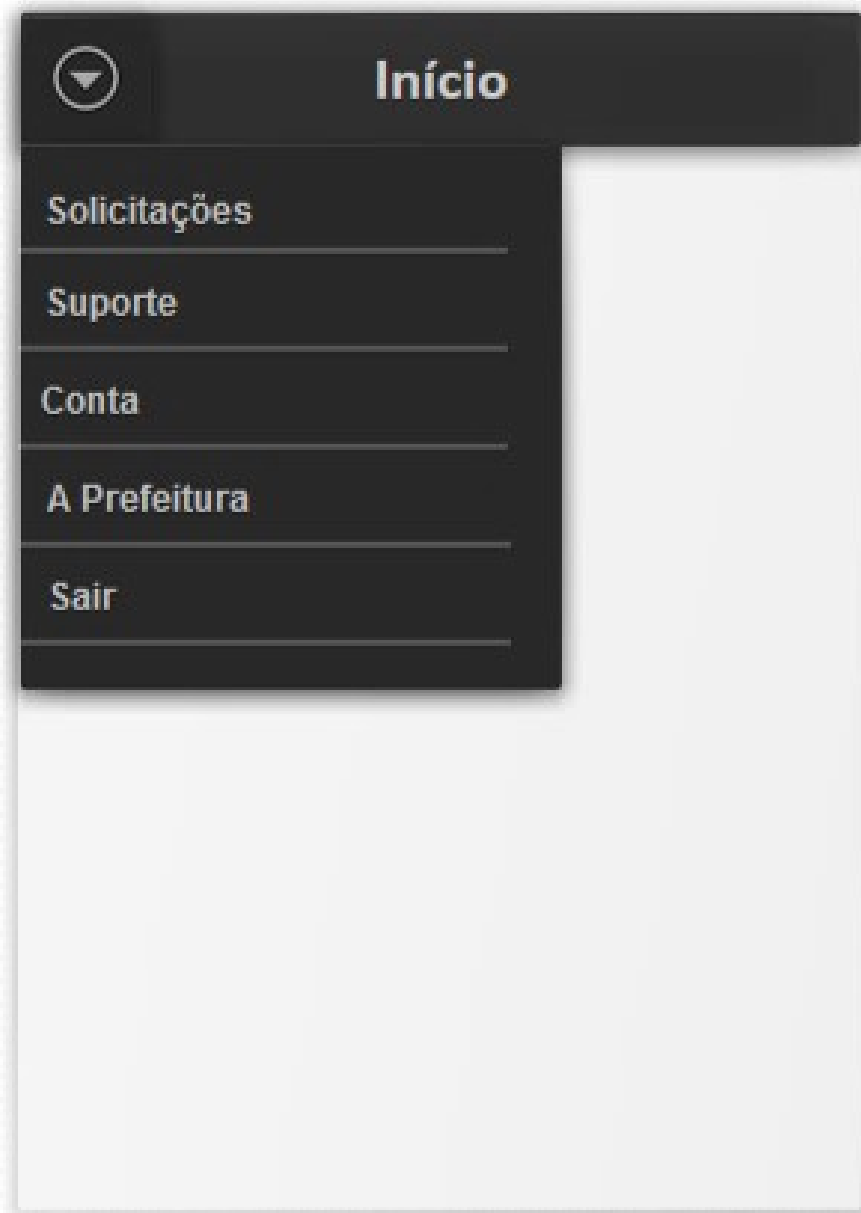 Início
Solicitações
Suporte
Conta
A Prefeitura
Sair